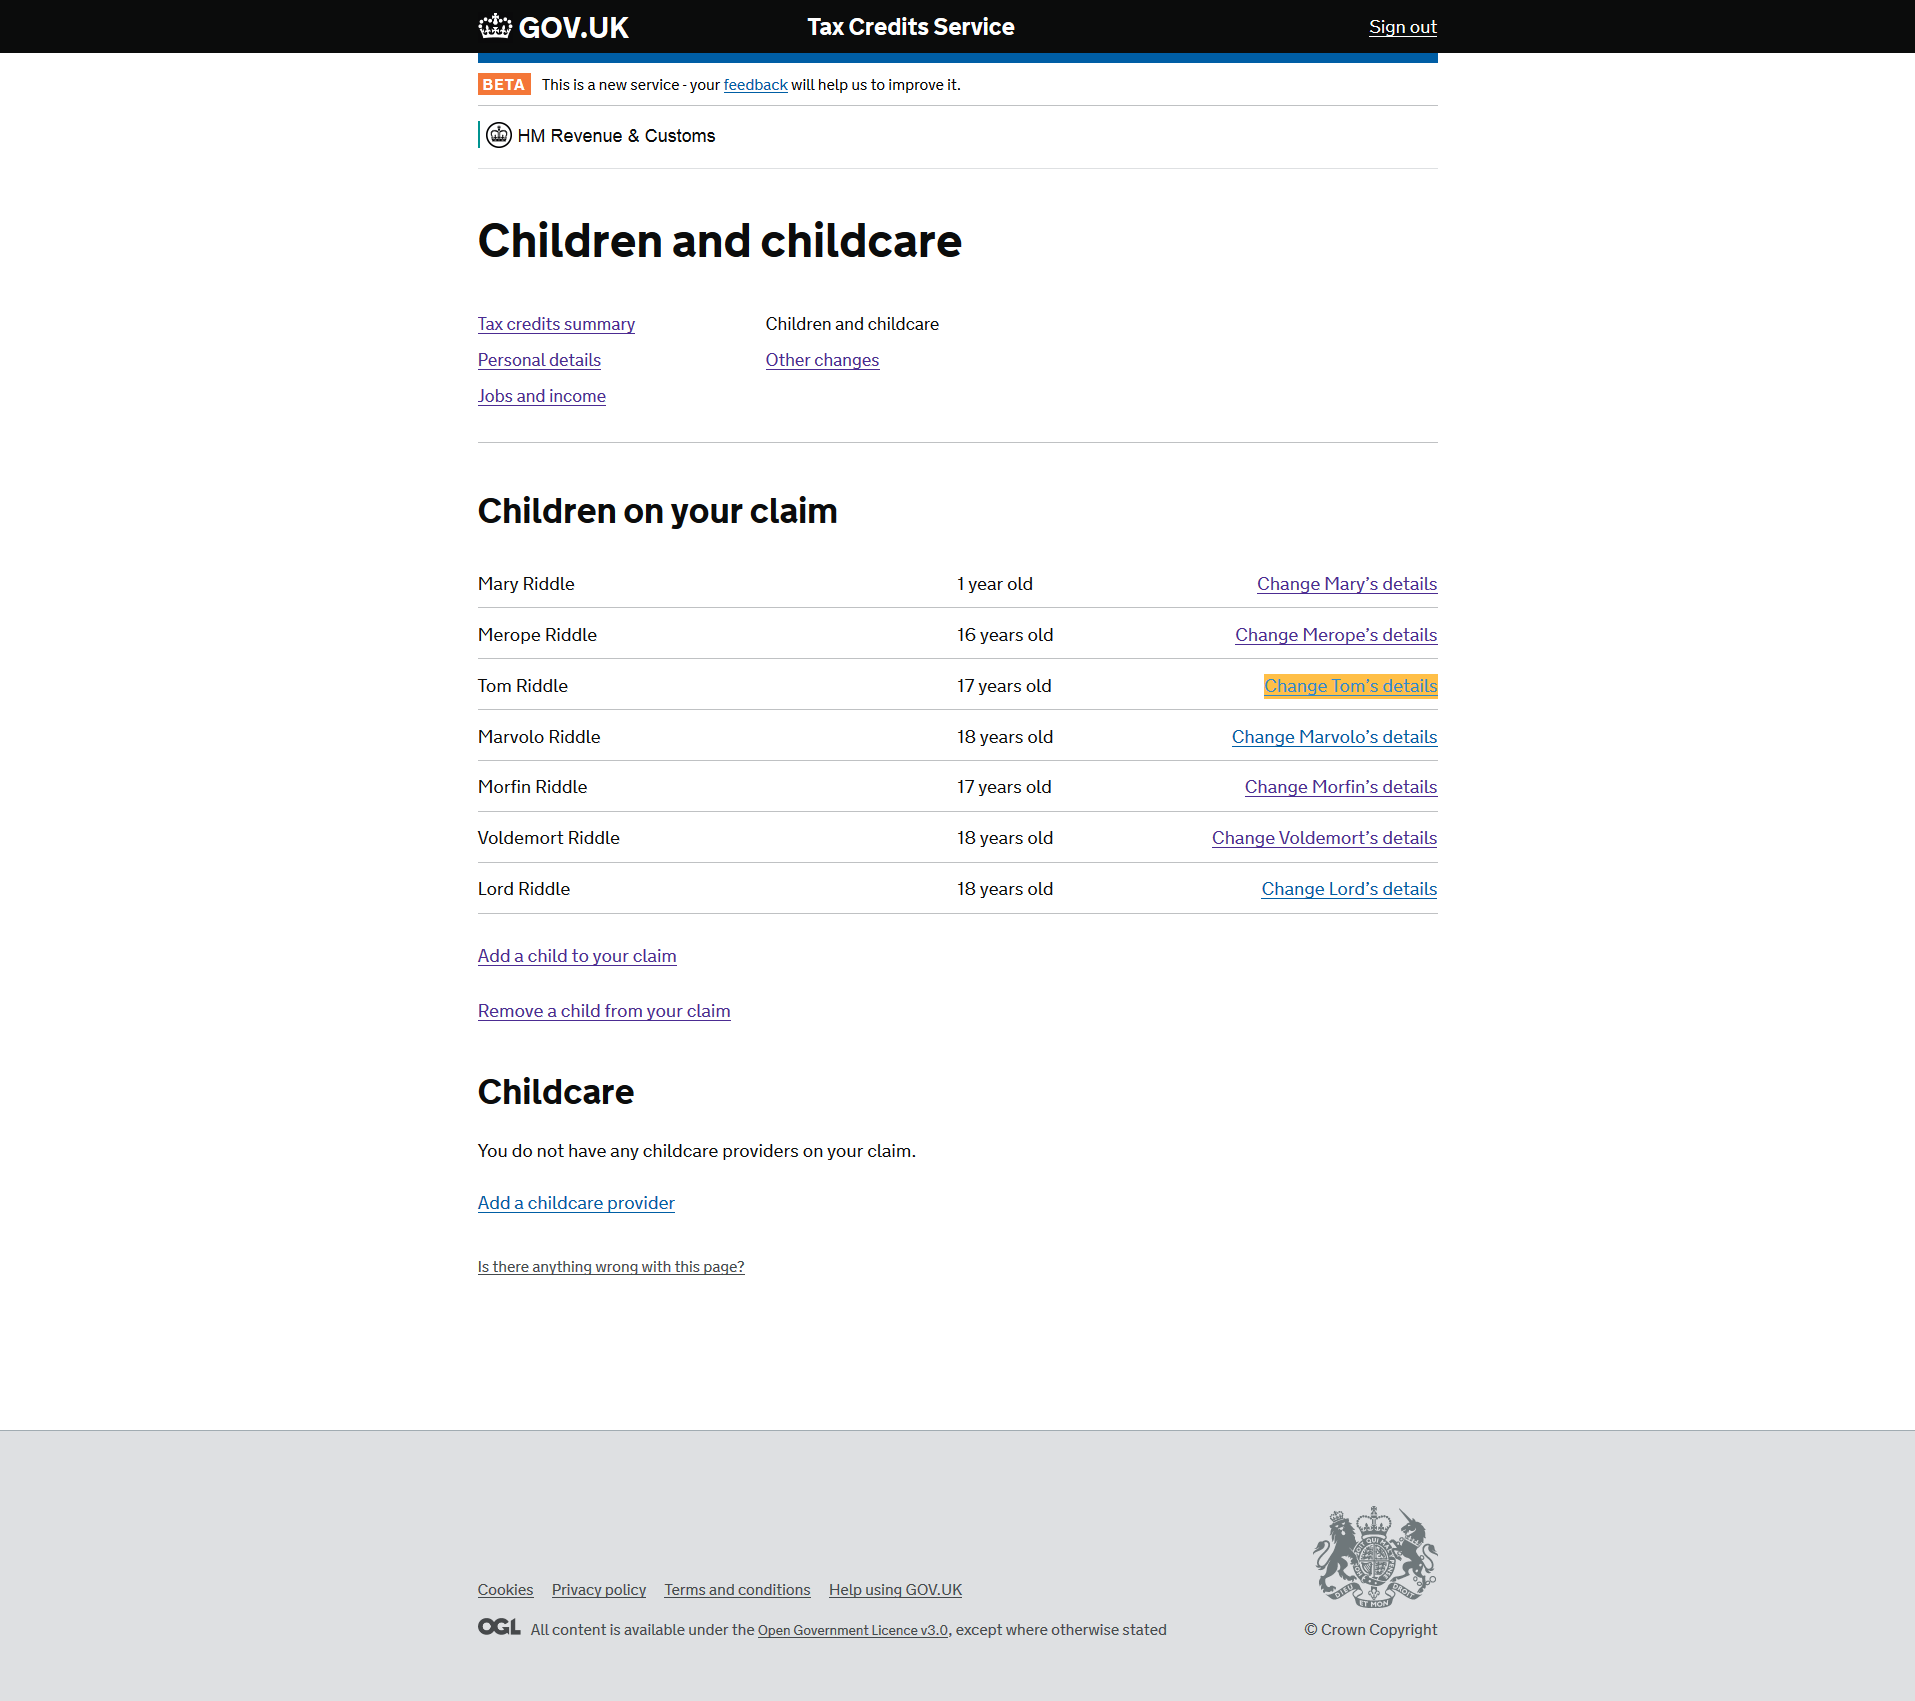 GOV.UK Tax Credits Service Sign out
BETA This is a new service - your feedback will help us to improve it.
HM Revenue & Customs
Children and childcare
Tax credits summary Children and childcare
Personal details Other changes
Jobs and income
Children on your claim
Mary Riddle 1 year old Change Mary’s details
Merope Riddle 16 years old Change Merope’s details
Tom Riddle 17 years old Change Tom’s details
Marvolo Riddle 18 years old Change Marvolo’s details
Morfin Riddle 17 years old Change Morfin’s details
Voldemort Riddle 18 years old Change Voldemort’s details
Lord Riddle 18 years old Change Lord’s details
Add a child to your claim
Remove a child from your claim
Childcare
You do not have any childcare providers on your claim.
Add a childcare provider
Is there anything wrong with this page?
Cookies Privacy policy Terms and conditions Help using GOV.UK
OGL All content is available under the Open Government Licence v3.0, except where otherwise stated
DIEU ET MON DROIT
© Crown Copyright